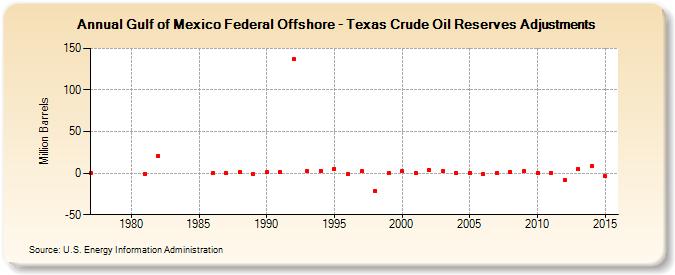 Annual Gulf of Mexico Federal Offshore - Texas Crude Oil Reserves Adjustments
Million Barrels
150
100
50
0
-50
1980 1985 1990 1995 2000 2005 2010 2015
Source: U.S. Energy Information Administration